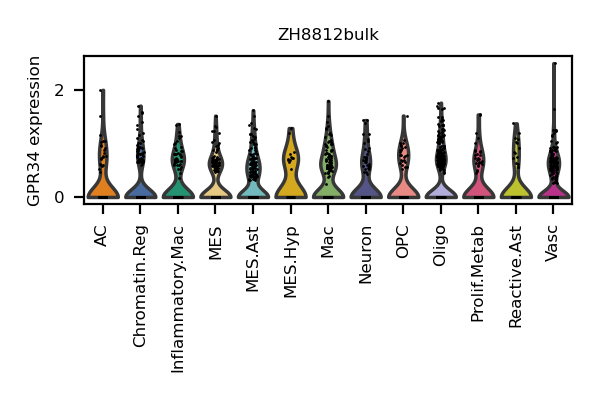 ZH8812bulk
GPR34 expression
2
0
AC
Chromatin.Reg
Inflammatory.Mac
MES
MES.Ast
MES.Hyp
Mac
Neuron
OPC
Oligo
Prolif.Metab
Reactive.Ast
Vasc